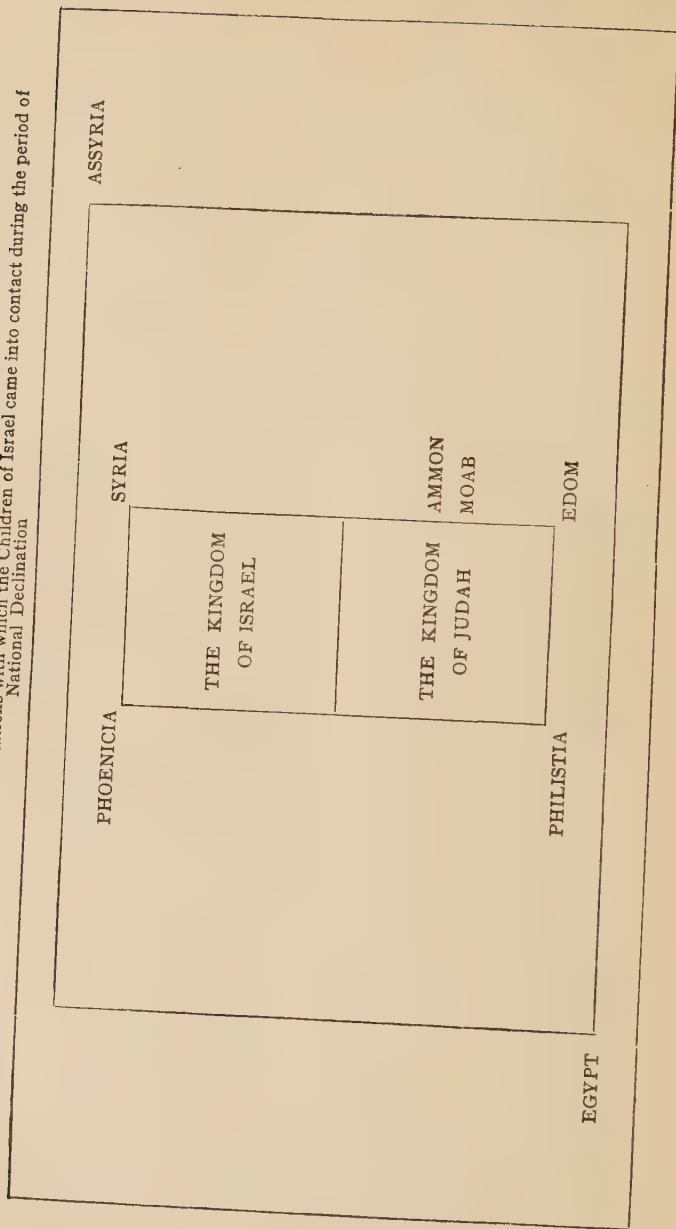 with which the Children of Israel came into contact during the period of
National Declination
ASSYRIA
PHOENICIA
SYRIA
THE KINGDOM
OF ISRAEL
THE KINGDOM
OF JUDAH
AMMON
MOAB
PHILISTIA
EDOM
EGYPT